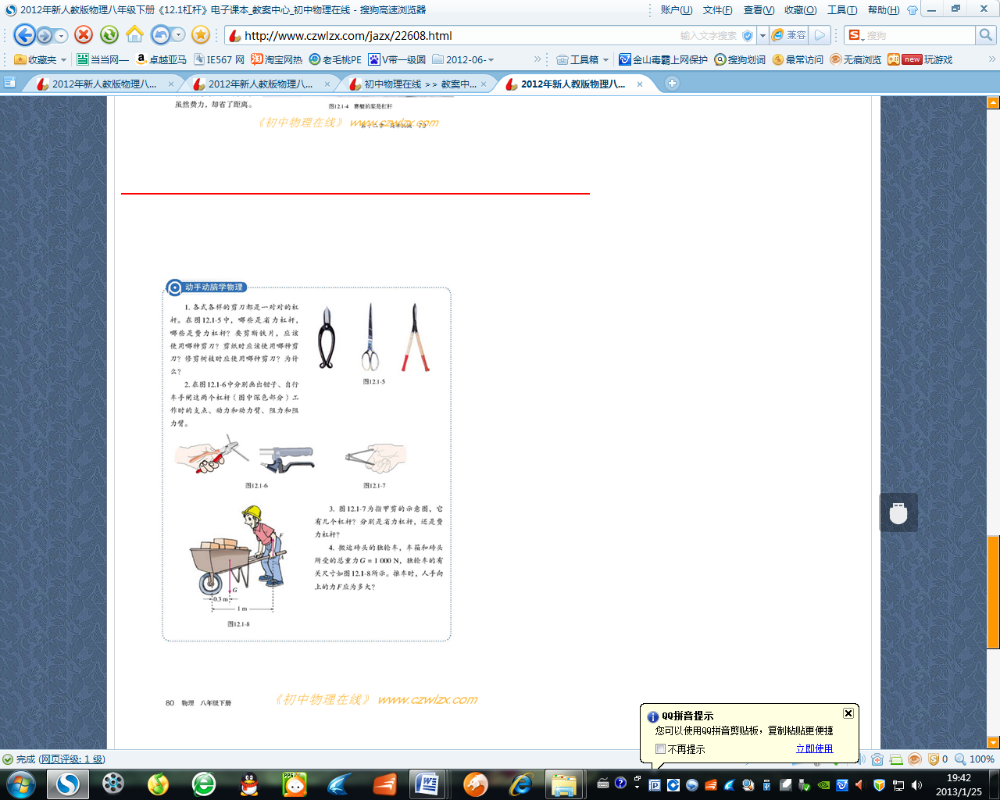 2012年新人教版物理八年级下册《12.1杠杆》电子课本_教案中心_初中物理在线 - 搜狗高速浏览器
账户(U) 文件(F) 查看(V) 收藏(O) 工具(T) 帮助(H)
http://www.czwlzx.com/jazx/22608.html
输入文字搜索
兼容
搜狗
收藏夹 当当网— 卓越亚马 IE567 网 淘宝网热 老毛桃PE V带一级圆 2012-06- 工具箱 金山毒霸上网保护 搜狗划词 最常访问 无痕浏览 new 玩游戏
2012年新人教版物理八... 2012年新人教版物理八... 初中物理在线 >> 教案中... 2012年新人教版物理八...
虽然费力，却省了距离。
图12.1-4 赛艇的桨是杠杆
《初中物理在线》 www.czwlzx.com
动手动脑学物理
1. 各式各样的剪刀都是一对对的杠
杆。在图12.1-5中，哪些是省力杠杆，
哪些是费力杠杆？要剪断铁片，应该
使用哪种剪刀？剪纸时应该使用哪种剪
刀？修剪树枝时应使用哪种剪刀？为什
么？
图12.1-5
2. 在图12.1-6中分别画出钳子、自行
车手闸这两个杠杆（图中深色部分）工
作时的支点、动力和动力臂、阻力和阻
力臂。
图12.1-6
图12.1-7
3. 图12.1-7为指甲剪的示意图，它
有几个杠杆？分别是省力杠杆，还是费
力杠杆？
4. 搬运砖头的独轮车，车箱和砖头
所受的总重力G = 1 000 N，独轮车的有
关尺寸如图12.1-8所示。推车时，人手向
上的力F应为多大？
F
A
G
0.3 m
1 m
图12.1-8
80 物理 八年级下册
《初中物理在线》 www.czwlzx.com
QQ拼音提示
您可以使用QQ拼音剪贴板，复制粘贴更便捷
不再提示
立即使用
完成 (网页评级: 1 级)
0
100%
PPS
19:42
2013/1/25